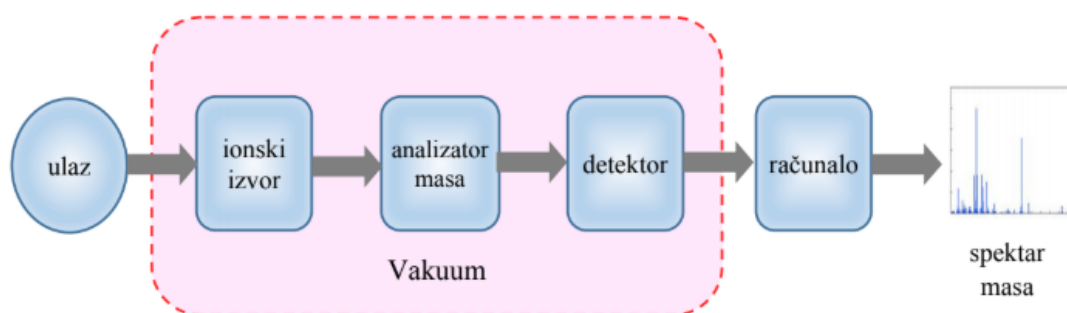 ulaz
ionski
izvor
analizator
masa
detektor
računalo
Vakuum
spektar
masa